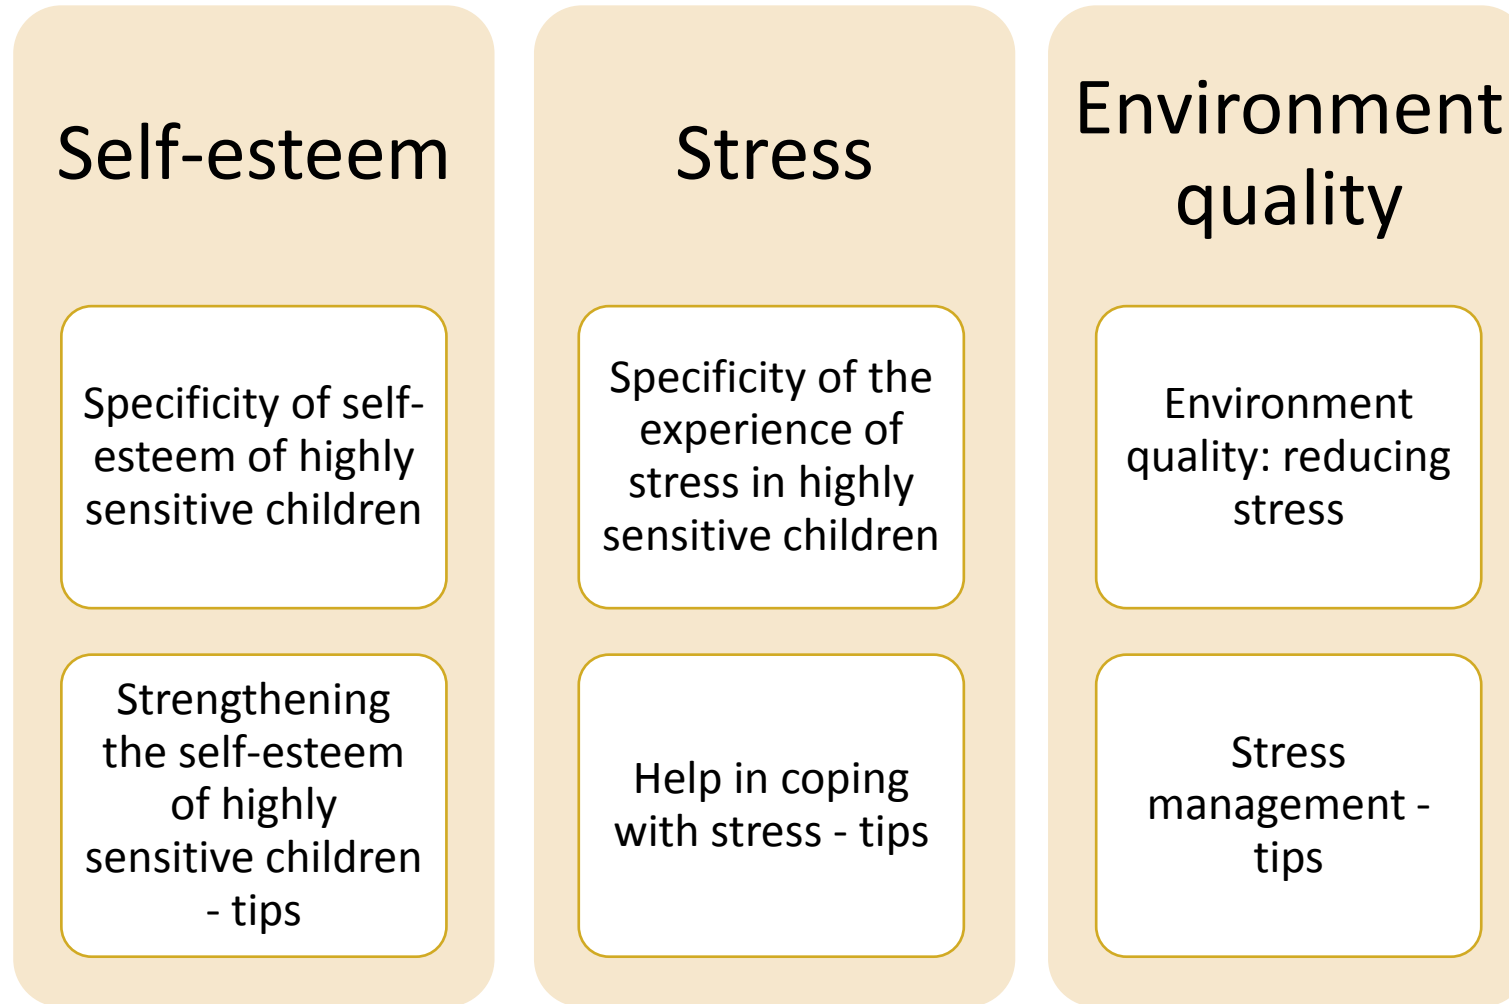 Self-esteem
Specificity of self-
esteem of highly
sensitive children
Strengthening
the self-esteem
of highly
sensitive children
- tips
Stress
Specificity of the
experience of
stress in highly
sensitive children
Help in coping
with stress - tips
Environment
quality
Environment
quality: reducing
stress
Stress
management -
tips